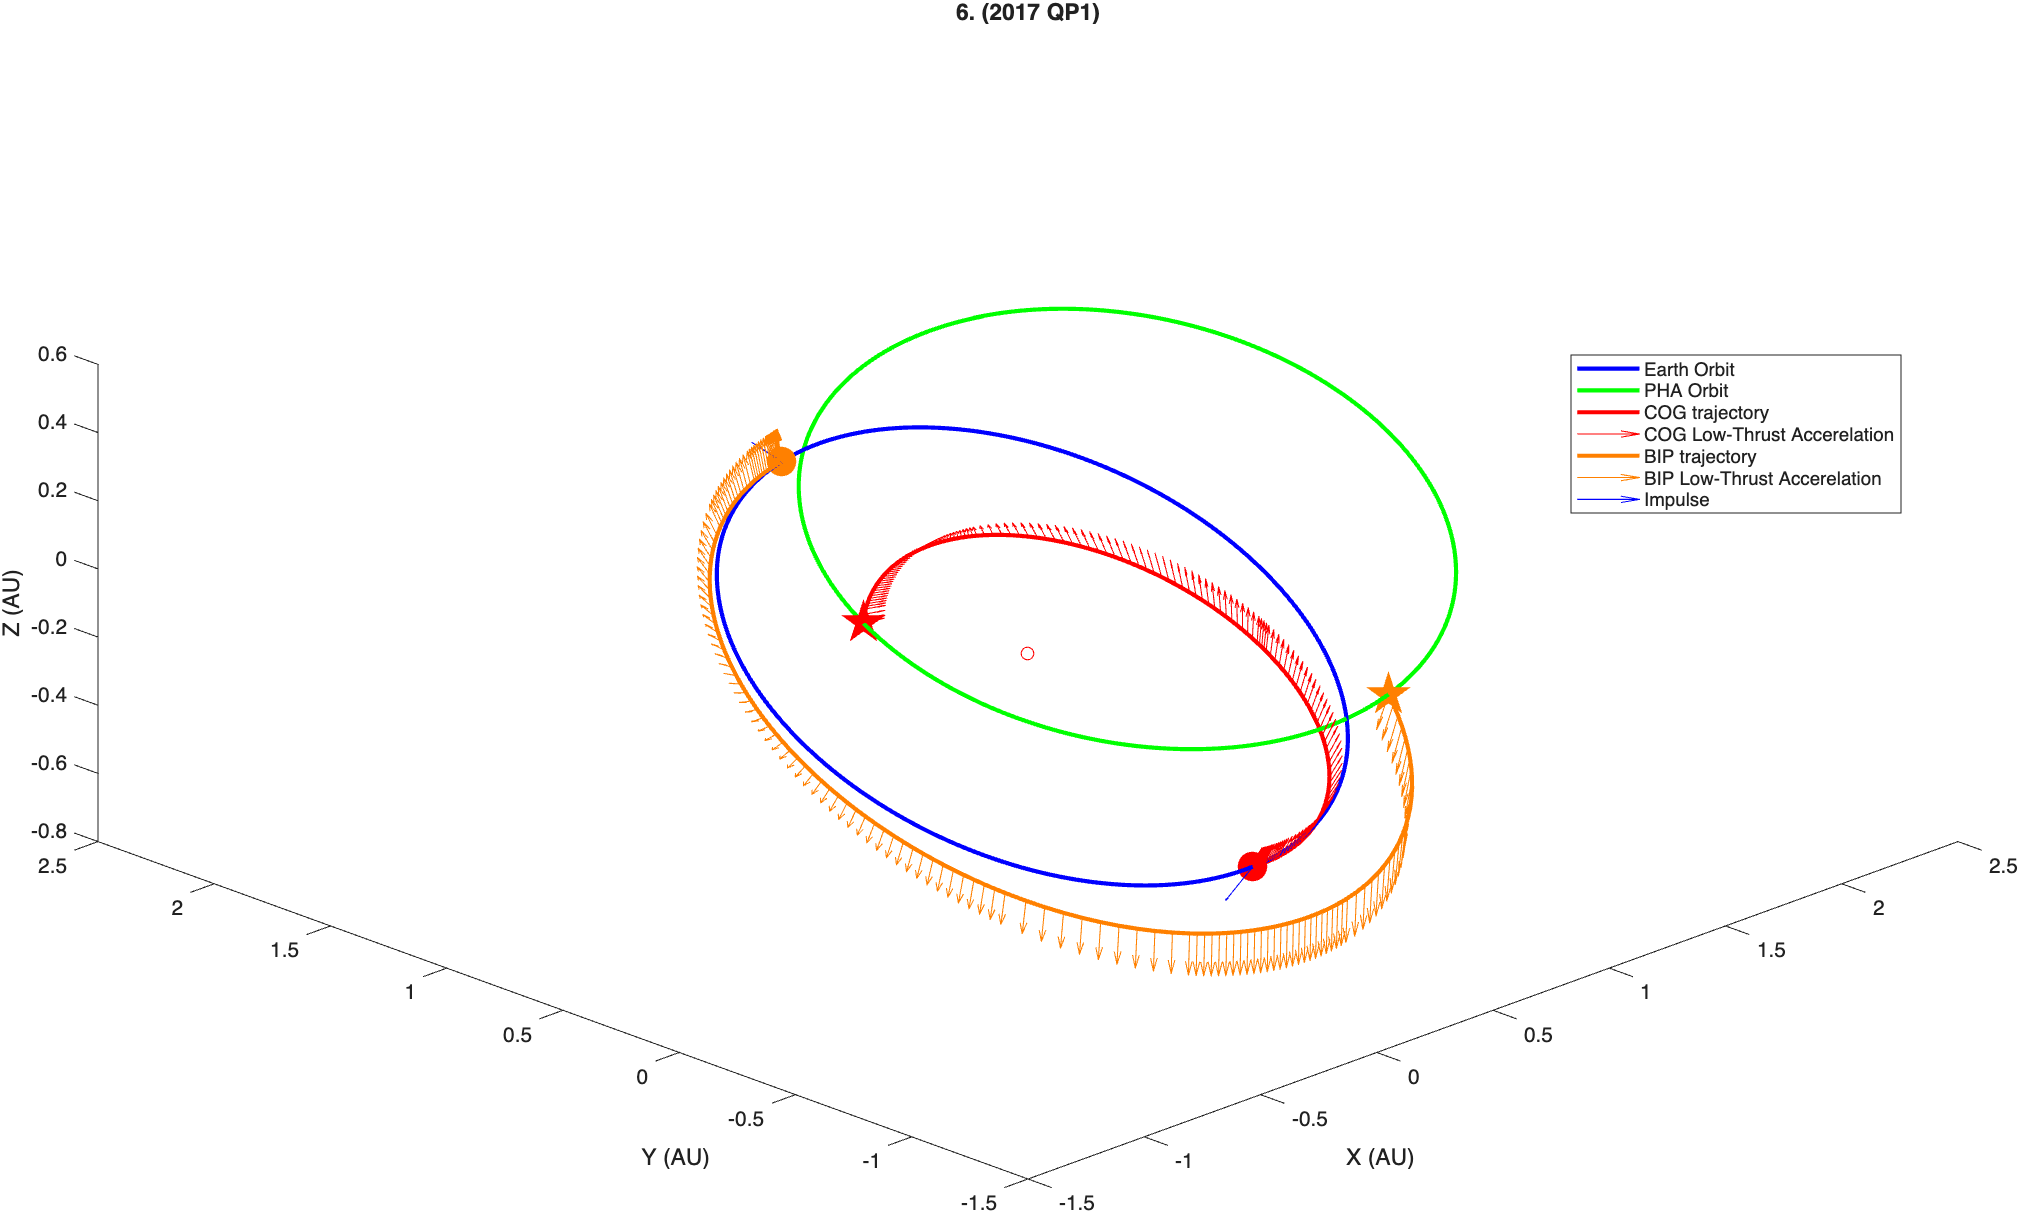 6. (2017 QP1)
Earth Orbit
PHA Orbit
COG trajectory
COG Low-Thrust Accerelation
BIP trajectory
BIP Low-Thrust Accerelation
Impulse
0.6
0.4
0.2
0
-0.2
-0.4
-0.6
-0.8
Z (AU)
2.5
2
1.5
1
0.5
0
-0.5
-1
-1.5
Y (AU)
-1.5
-1
-0.5
0
0.5
1
1.5
2
2.5
X (AU)